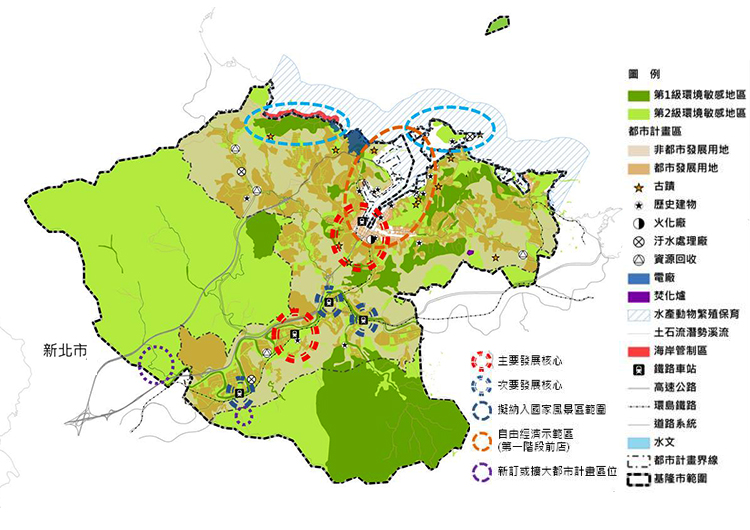 圖 例
第1級環境敏感地區
第2級環境敏感地區
都市計畫區
非都市發展用地
都市發展用地
古蹟
歷史建物
火化廠
汙水處理廠
資源回收
電廠
焚化爐
水產動物繁殖保育
土石流潛勢溪流
海岸管制區
鐵路車站
高速公路
環島鐵路
道路系統
水文
都市計畫界線
基隆市範圍
新北市
主要發展核心
次要發展核心
擬納入國家風景區範圍
自由經濟示範區
(第一階段前店)
新訂或擴大都市計畫區位